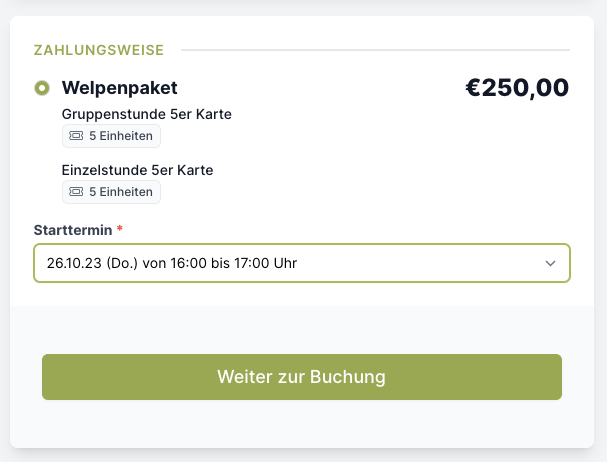 ZAHLUNGSWEISE
Welpenpaket €250,00
Gruppenstunde 5er Karte
5 Einheiten
Einzelstunde 5er Karte
5 Einheiten
Starttermin *
26.10.23 (Do.) von 16:00 bis 17:00 Uhr
Weiter zur Buchung